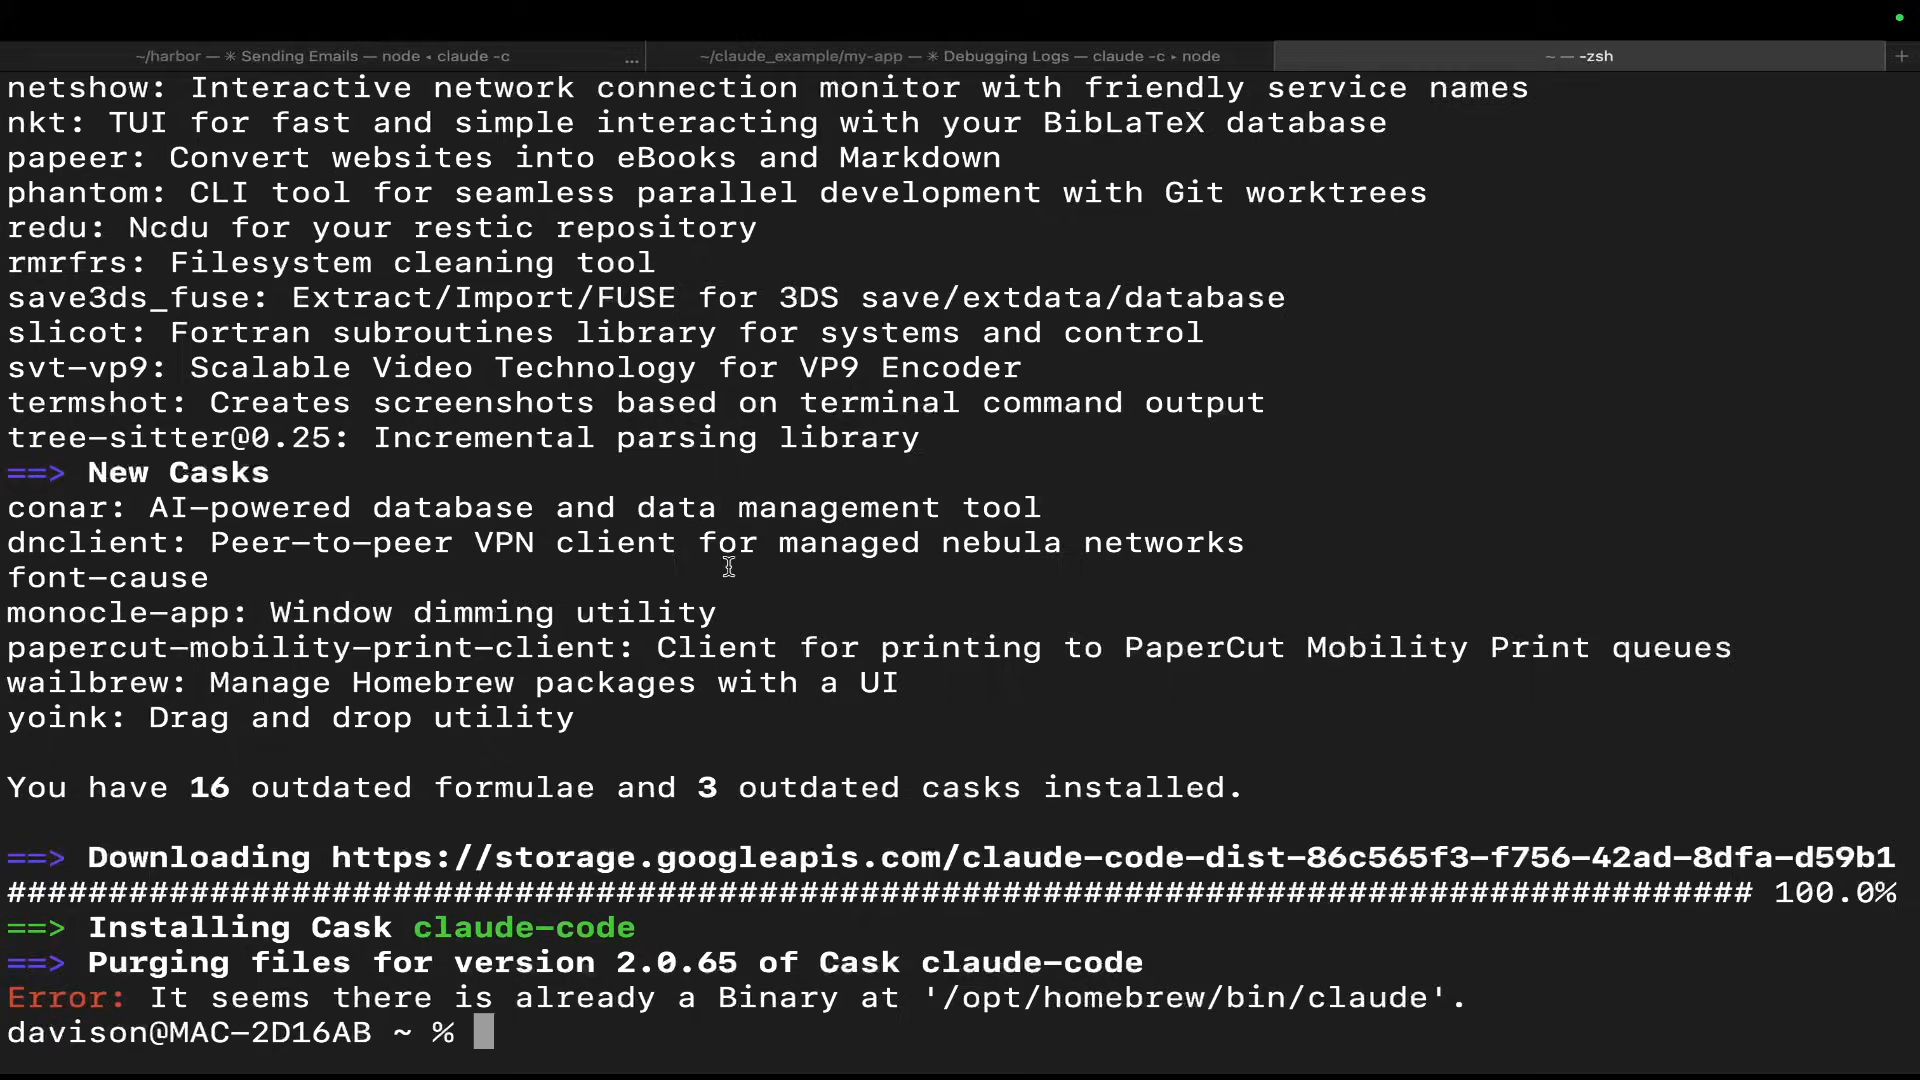 ~/harbor — ✳ Sending Emails — node ◂ claude -c ... ~/claude_example/my-app — ✳ Debugging Logs — claude -c ▸ node ~ — -zsh +
netshow: Interactive network connection monitor with friendly service names
nkt: TUI for fast and simple interacting with your BibLaTeX database
papeer: Convert websites into eBooks and Markdown
phantom: CLI tool for seamless parallel development with Git worktrees
redu: Ncdu for your restic repository
rmrfrs: Filesystem cleaning tool
save3ds_fuse: Extract/Import/FUSE for 3DS save/extdata/database
slicot: Fortran subroutines library for systems and control
svt-vp9: Scalable Video Technology for VP9 Encoder
termshot: Creates screenshots based on terminal command output
tree-sitter@0.25: Incremental parsing library
==> New Casks
conar: AI-powered database and data management tool
dnclient: Peer-to-peer VPN client for managed nebula networks
font-cause
monocle-app: Window dimming utility
papercut-mobility-print-client: Client for printing to PaperCut Mobility Print queues
wailbrew: Manage Homebrew packages with a UI
yoink: Drag and drop utility
You have 16 outdated formulae and 3 outdated casks installed.
==> Downloading https://storage.googleapis.com/claude-code-dist-86c565f3-f756-42ad-8dfa-d59b1
###################################################################################### 100.0%
==> Installing Cask claude-code
==> Purging files for version 2.0.65 of Cask claude-code
Error: It seems there is already a Binary at '/opt/homebrew/bin/claude'.
davison@MAC-2D16AB ~ %